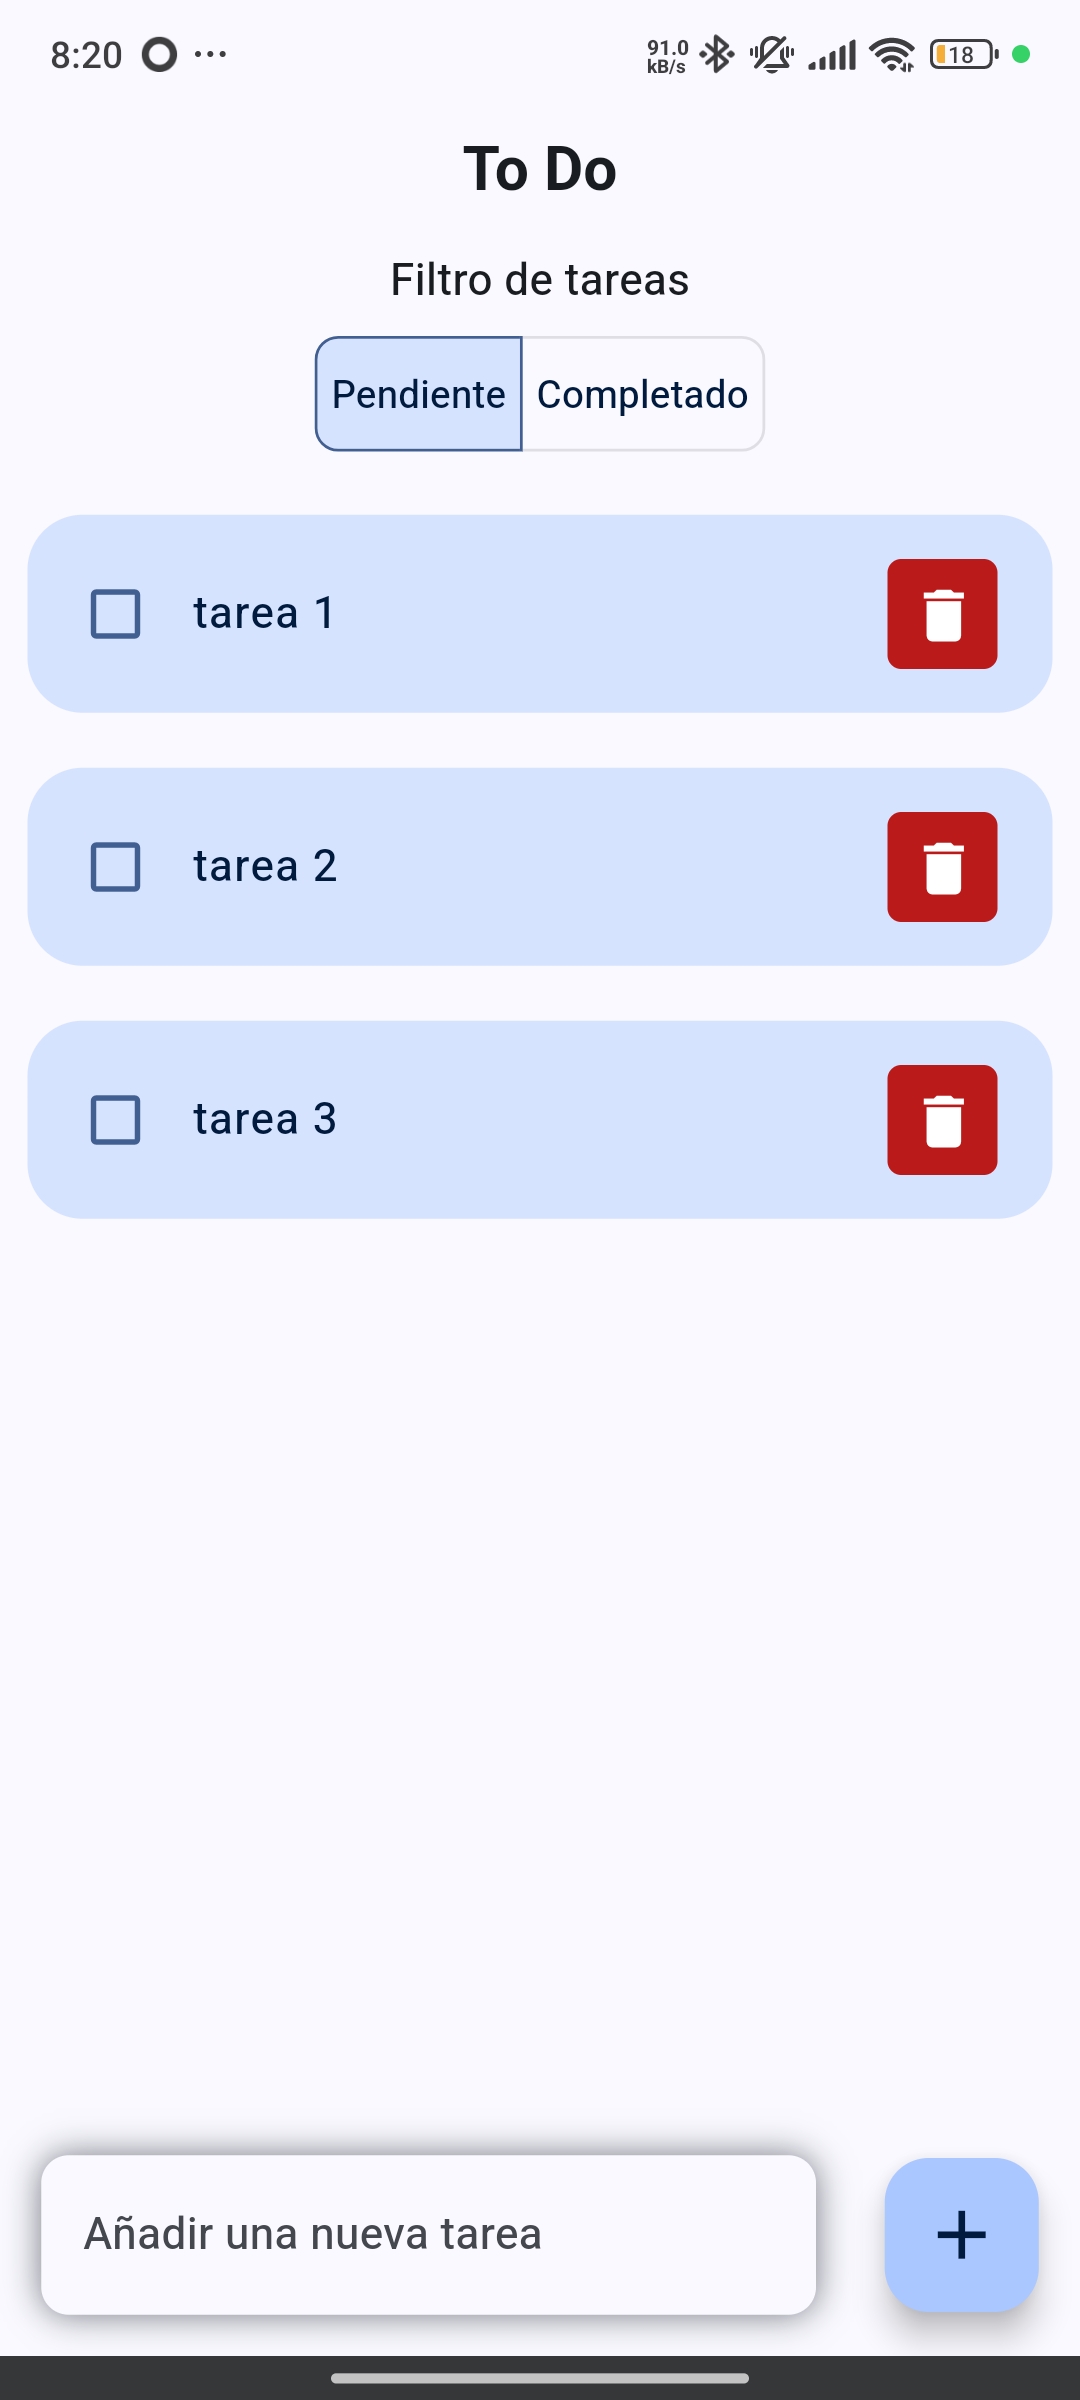 8:20
91.0
kB/s
18
To Do
Filtro de tareas
Pendiente
Completado
tarea 1
tarea 2
tarea 3
Añadir una nueva tarea